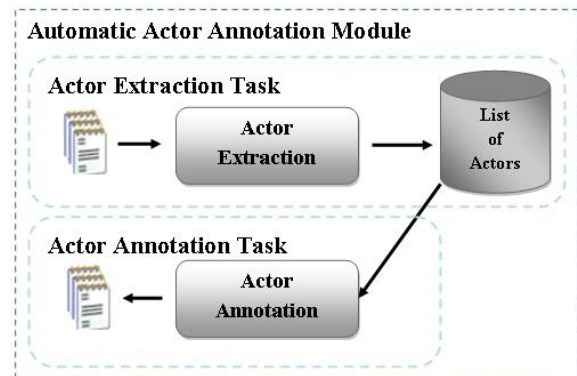 Automatic Actor Annotation Module
Actor Extraction Task
Actor
Extraction
List
of
Actors
Actor Annotation Task
Actor
Annotation